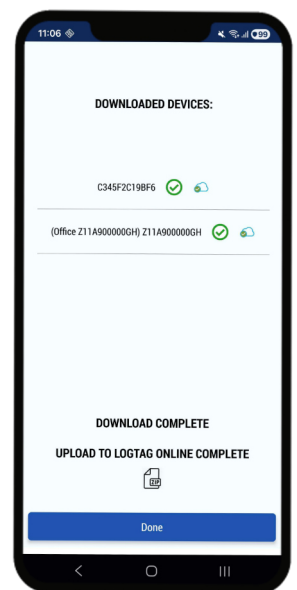 11:06
99
DOWNLOADED DEVICES:
C345F2C19BF6
(Office Z11A900000GH) Z11A900000GH
DOWNLOAD COMPLETE
UPLOAD TO LOGTAG ONLINE COMPLETE
ZIP
Done